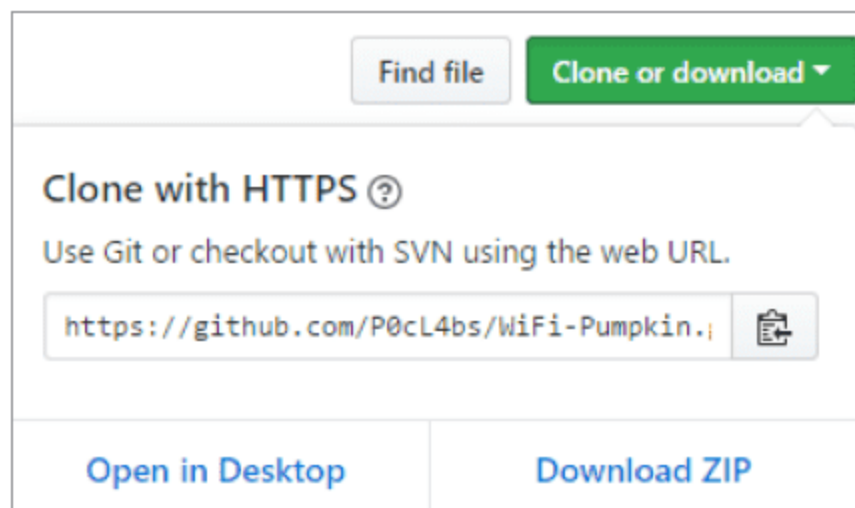 Find file
Clone or download
Clone with HTTPS
Use Git or checkout with SVN using the web URL.
https://github.com/P0cL4bs/WiFi-Pumpkin.
Open in Desktop
Download ZIP